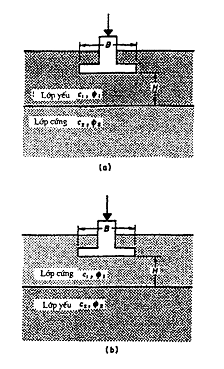 B
H
Lớp yếu c₁, φ₁
Lớp cứng c₂, φ₂
(a)
B
H
Lớp cứng c₁, φ₁
Lớp yếu c₂, φ₂
(b)